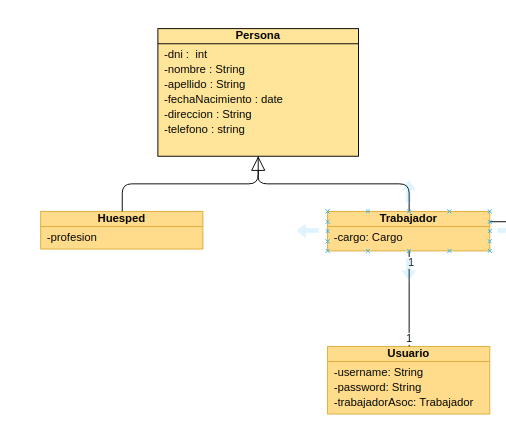 Persona
-dni :  int
-nombre : String
-apellido : String
-fechaNacimiento : date
-direccion : String
-telefono : string
Huesped
-profesion
Trabajador
-cargo: Cargo
1
1
Usuario
-username: String
-password: String
-trabajadorAsoc: Trabajador